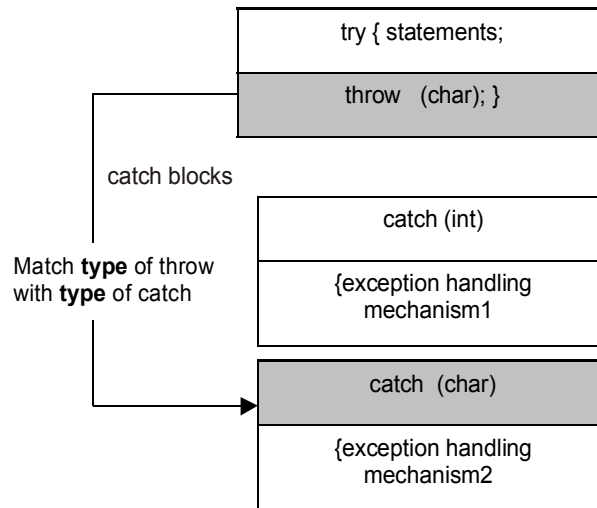 try { statements;
throw (char); }
catch blocks
catch (int)
Match type of throw
with type of catch
{exception handling
mechanism1
catch (char)
{exception handling
mechanism2